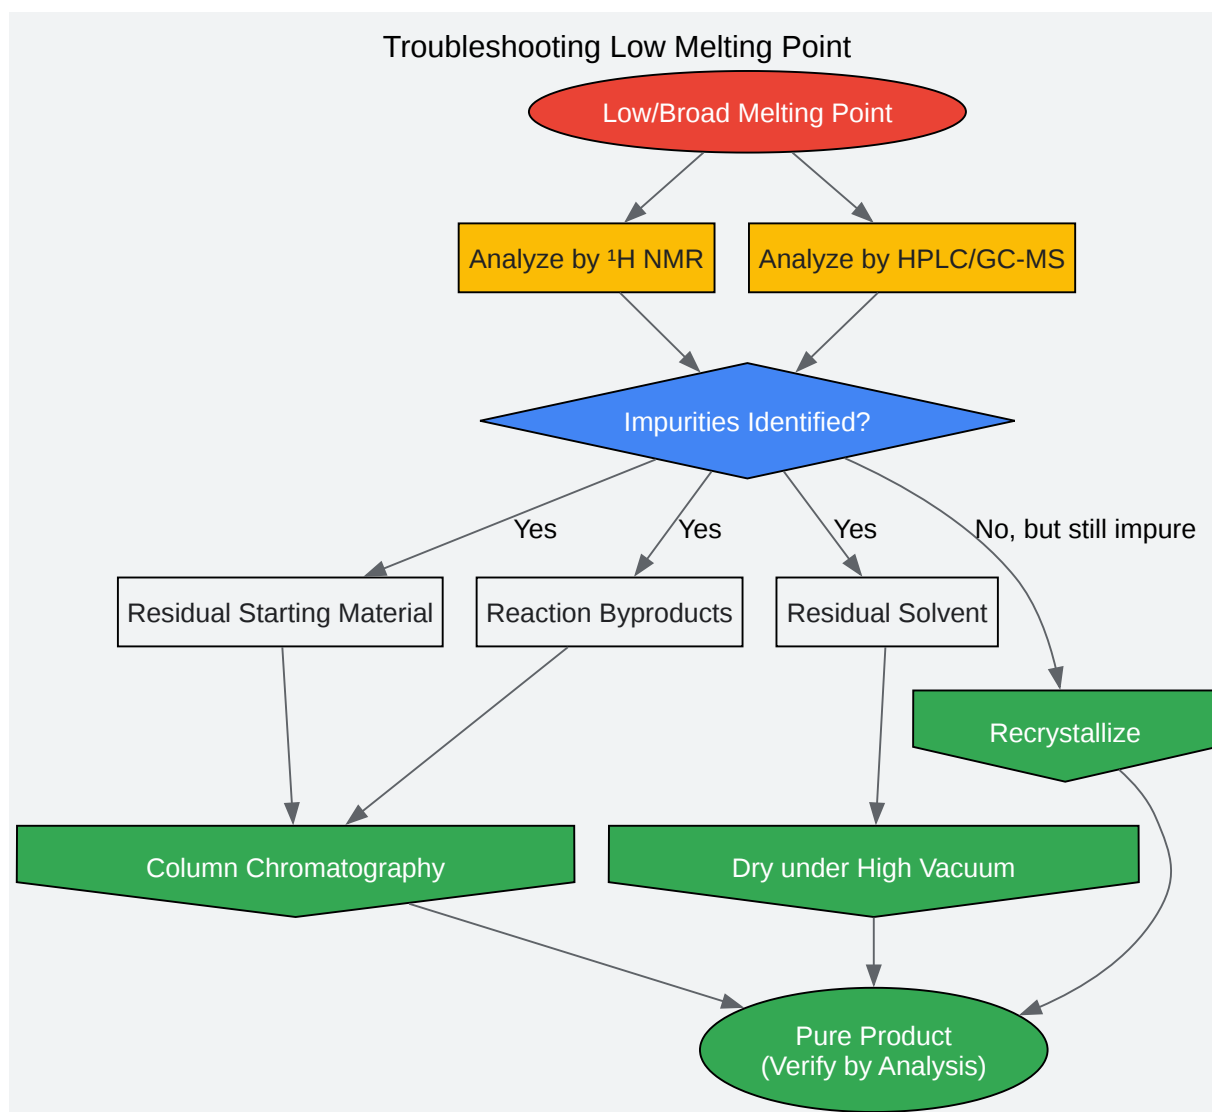 Troubleshooting Low Melting Point
Low/Broad Melting Point
Analyze by ¹H NMR
Analyze by HPLC/GC-MS
Impurities Identified?
Yes
Yes
Yes
No, but still impure
Residual Starting Material
Reaction Byproducts
Residual Solvent
Recrystallize
Column Chromatography
Dry under High Vacuum
Pure Product
(Verify by Analysis)